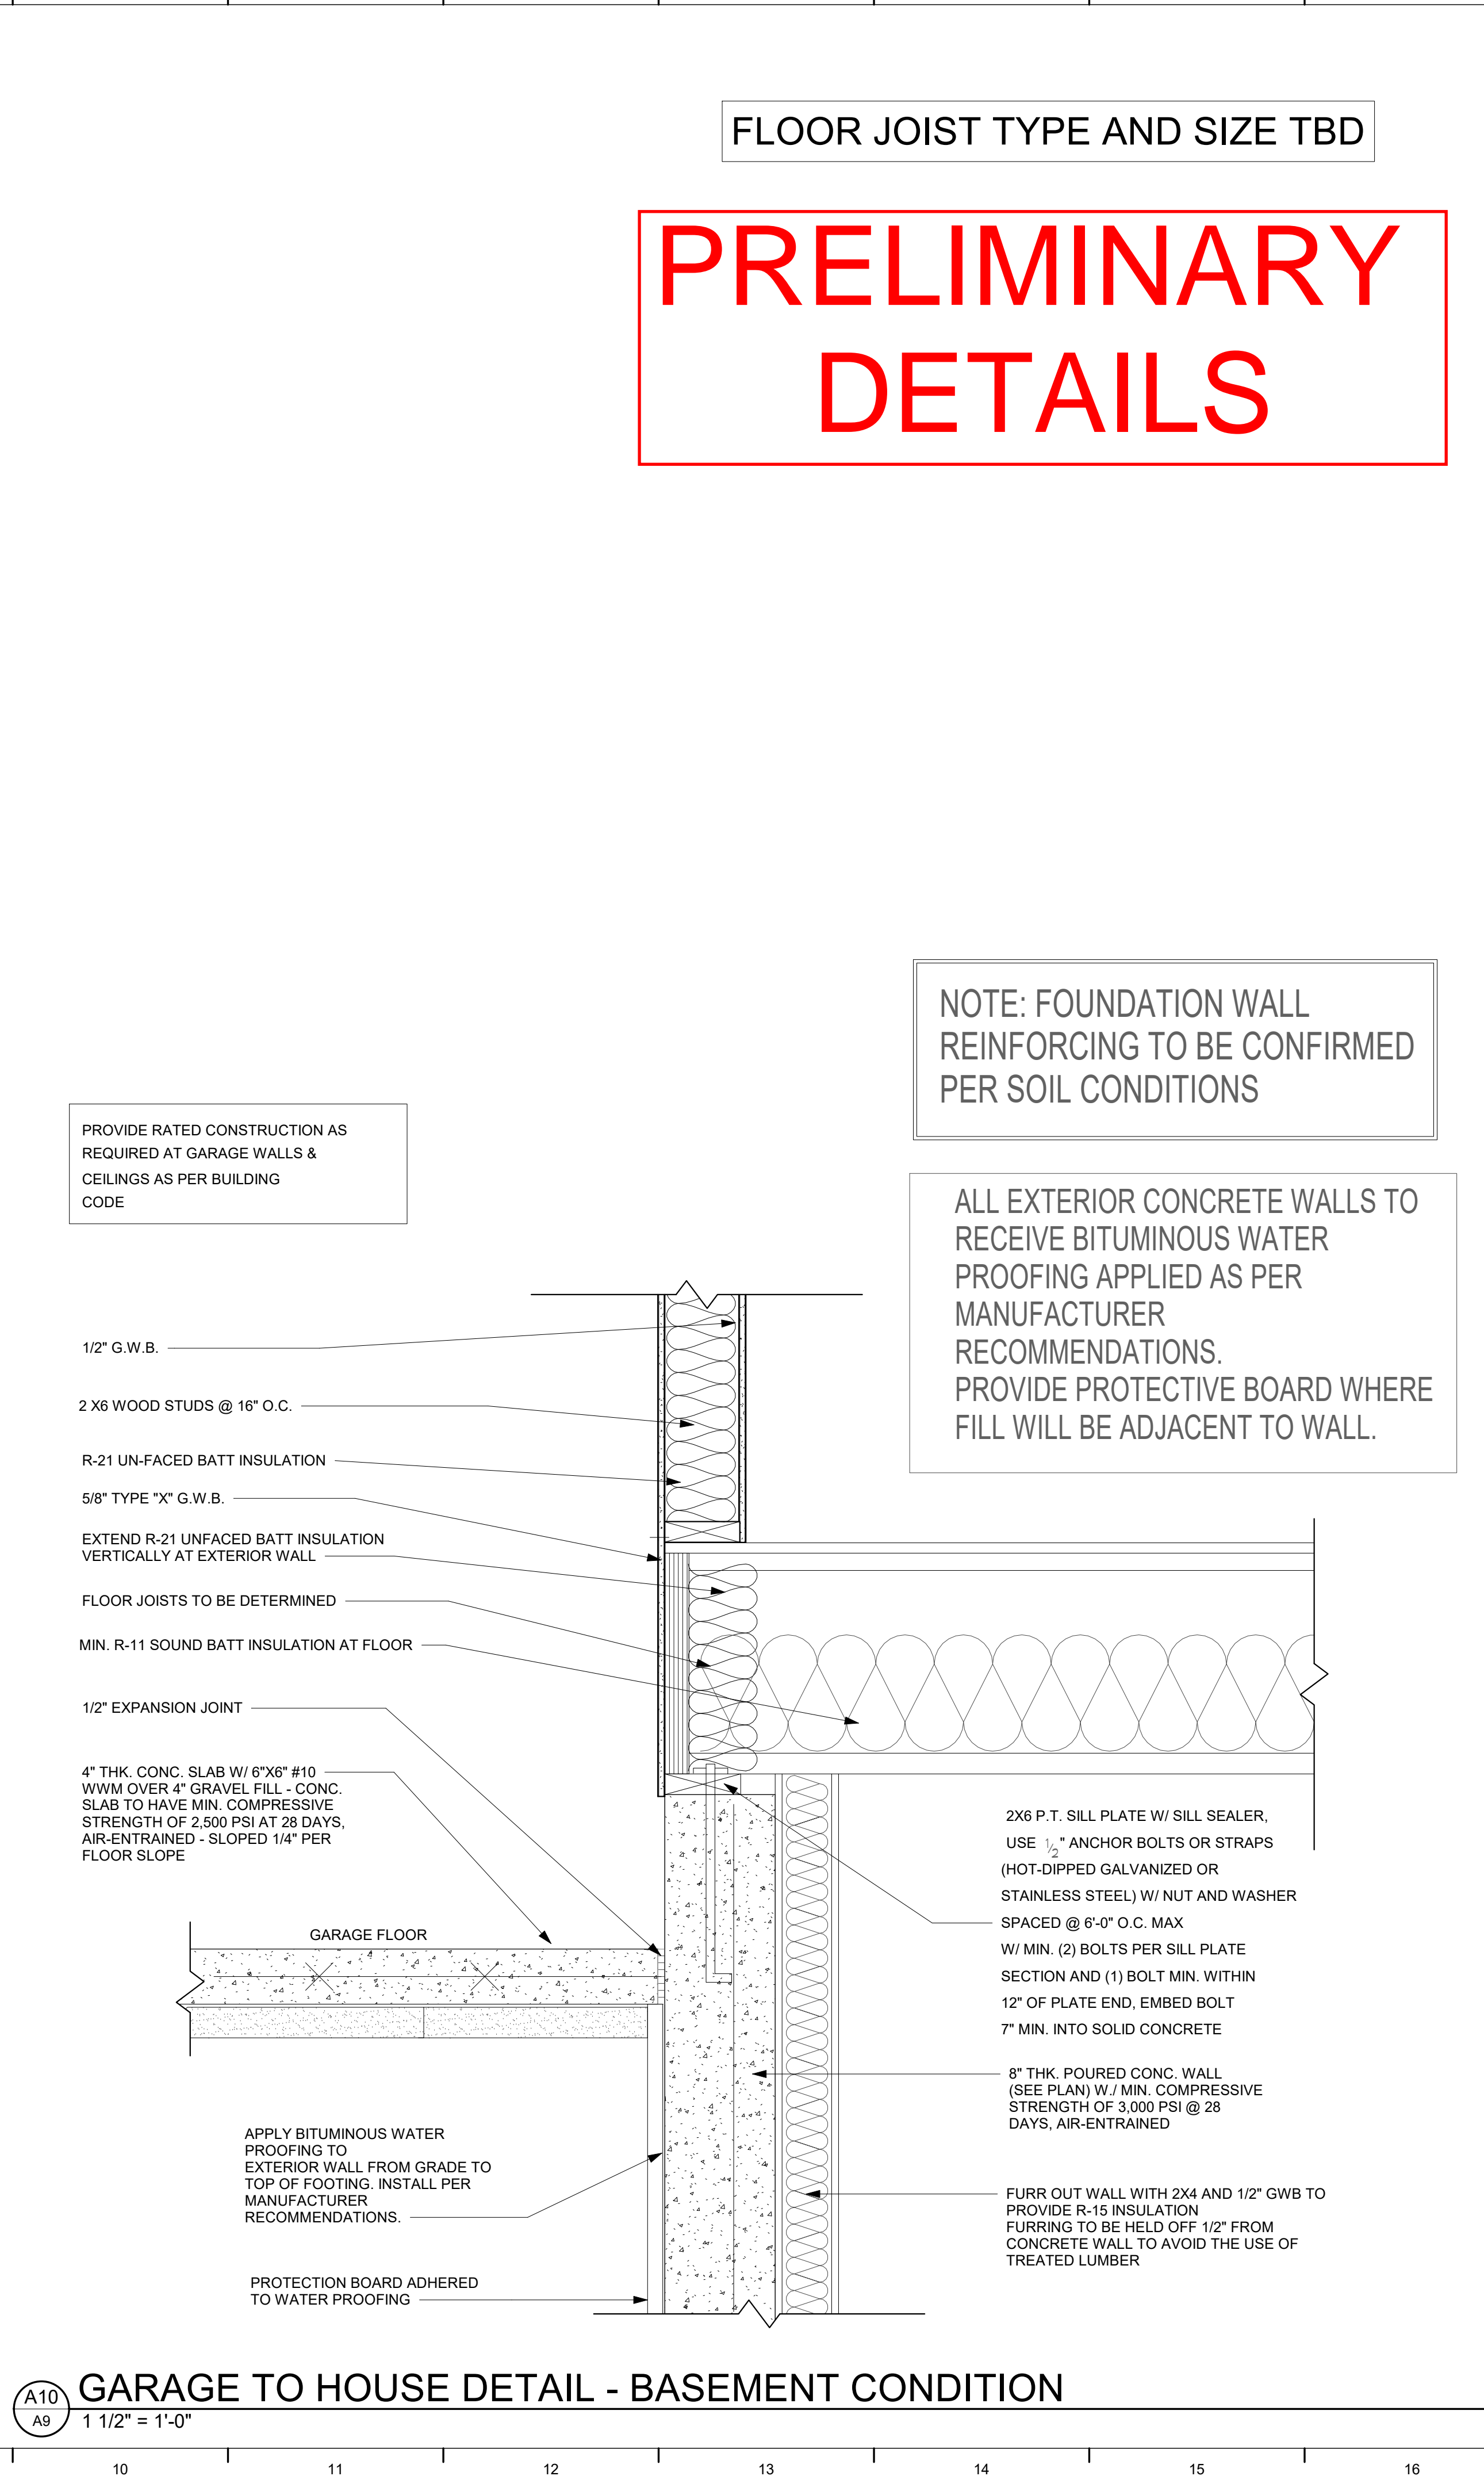 FLOOR JOIST TYPE AND SIZE TBD
PRELIMINARY
DETAILS
NOTE: FOUNDATION WALL
REINFORCING TO BE CONFIRMED
PER SOIL CONDITIONS
PROVIDE RATED CONSTRUCTION AS
REQUIRED AT GARAGE WALLS &
CEILINGS AS PER BUILDING
CODE
ALL EXTERIOR CONCRETE WALLS TO
RECEIVE BITUMINOUS WATER
PROOFING APPLIED AS PER
MANUFACTURER
RECOMMENDATIONS.
PROVIDE PROTECTIVE BOARD WHERE
FILL WILL BE ADJACENT TO WALL.
1/2" G.W.B.
2 X6 WOOD STUDS @ 16" O.C.
R-21 UN-FACED BATT INSULATION
5/8" TYPE "X" G.W.B.
EXTEND R-21 UNFACED BATT INSULATION
VERTICALLY AT EXTERIOR WALL
FLOOR JOISTS TO BE DETERMINED
MIN. R-11 SOUND BATT INSULATION AT FLOOR
1/2" EXPANSION JOINT
4" THK. CONC. SLAB W/ 6"X6" #10
WWM OVER 4" GRAVEL FILL - CONC.
SLAB TO HAVE MIN. COMPRESSIVE
STRENGTH OF 2,500 PSI AT 28 DAYS,
AIR-ENTRAINED - SLOPED 1/4" PER
FLOOR SLOPE
GARAGE FLOOR
2X6 P.T. SILL PLATE W/ SILL SEALER,
USE 1/2" ANCHOR BOLTS OR STRAPS
(HOT-DIPPED GALVANIZED OR
STAINLESS STEEL) W/ NUT AND WASHER
SPACED @ 6'-0" O.C. MAX
W/ MIN. (2) BOLTS PER SILL PLATE
SECTION AND (1) BOLT MIN. WITHIN
12" OF PLATE END, EMBED BOLT
7" MIN. INTO SOLID CONCRETE
8" THK. POURED CONC. WALL
(SEE PLAN) W./ MIN. COMPRESSIVE
STRENGTH OF 3,000 PSI @ 28
DAYS, AIR-ENTRAINED
APPLY BITUMINOUS WATER
PROOFING TO
EXTERIOR WALL FROM GRADE TO
TOP OF FOOTING. INSTALL PER
MANUFACTURER
RECOMMENDATIONS.
FURR OUT WALL WITH 2X4 AND 1/2" GWB TO
PROVIDE R-15 INSULATION
FURRING TO BE HELD OFF 1/2" FROM
CONCRETE WALL TO AVOID THE USE OF
TREATED LUMBER
PROTECTION BOARD ADHERED
TO WATER PROOFING
A10
A9
GARAGE TO HOUSE DETAIL - BASEMENT CONDITION
1 1/2" = 1'-0"
10 11 12 13 14 15 16